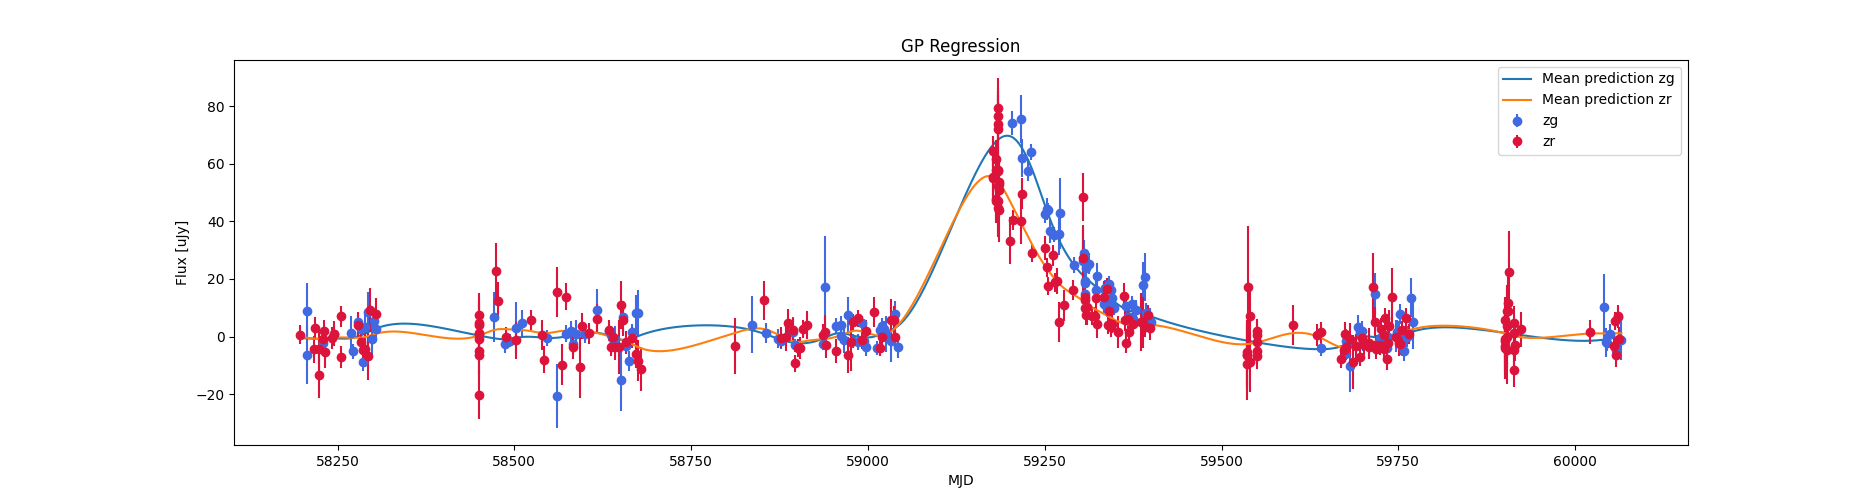 GP Regression
Flux [uJy]
80
60
40
20
0
−20
Mean prediction zg
Mean prediction zr
zg
zr
58250 58500 58750 59000 59250 59500 59750 60000
MJD